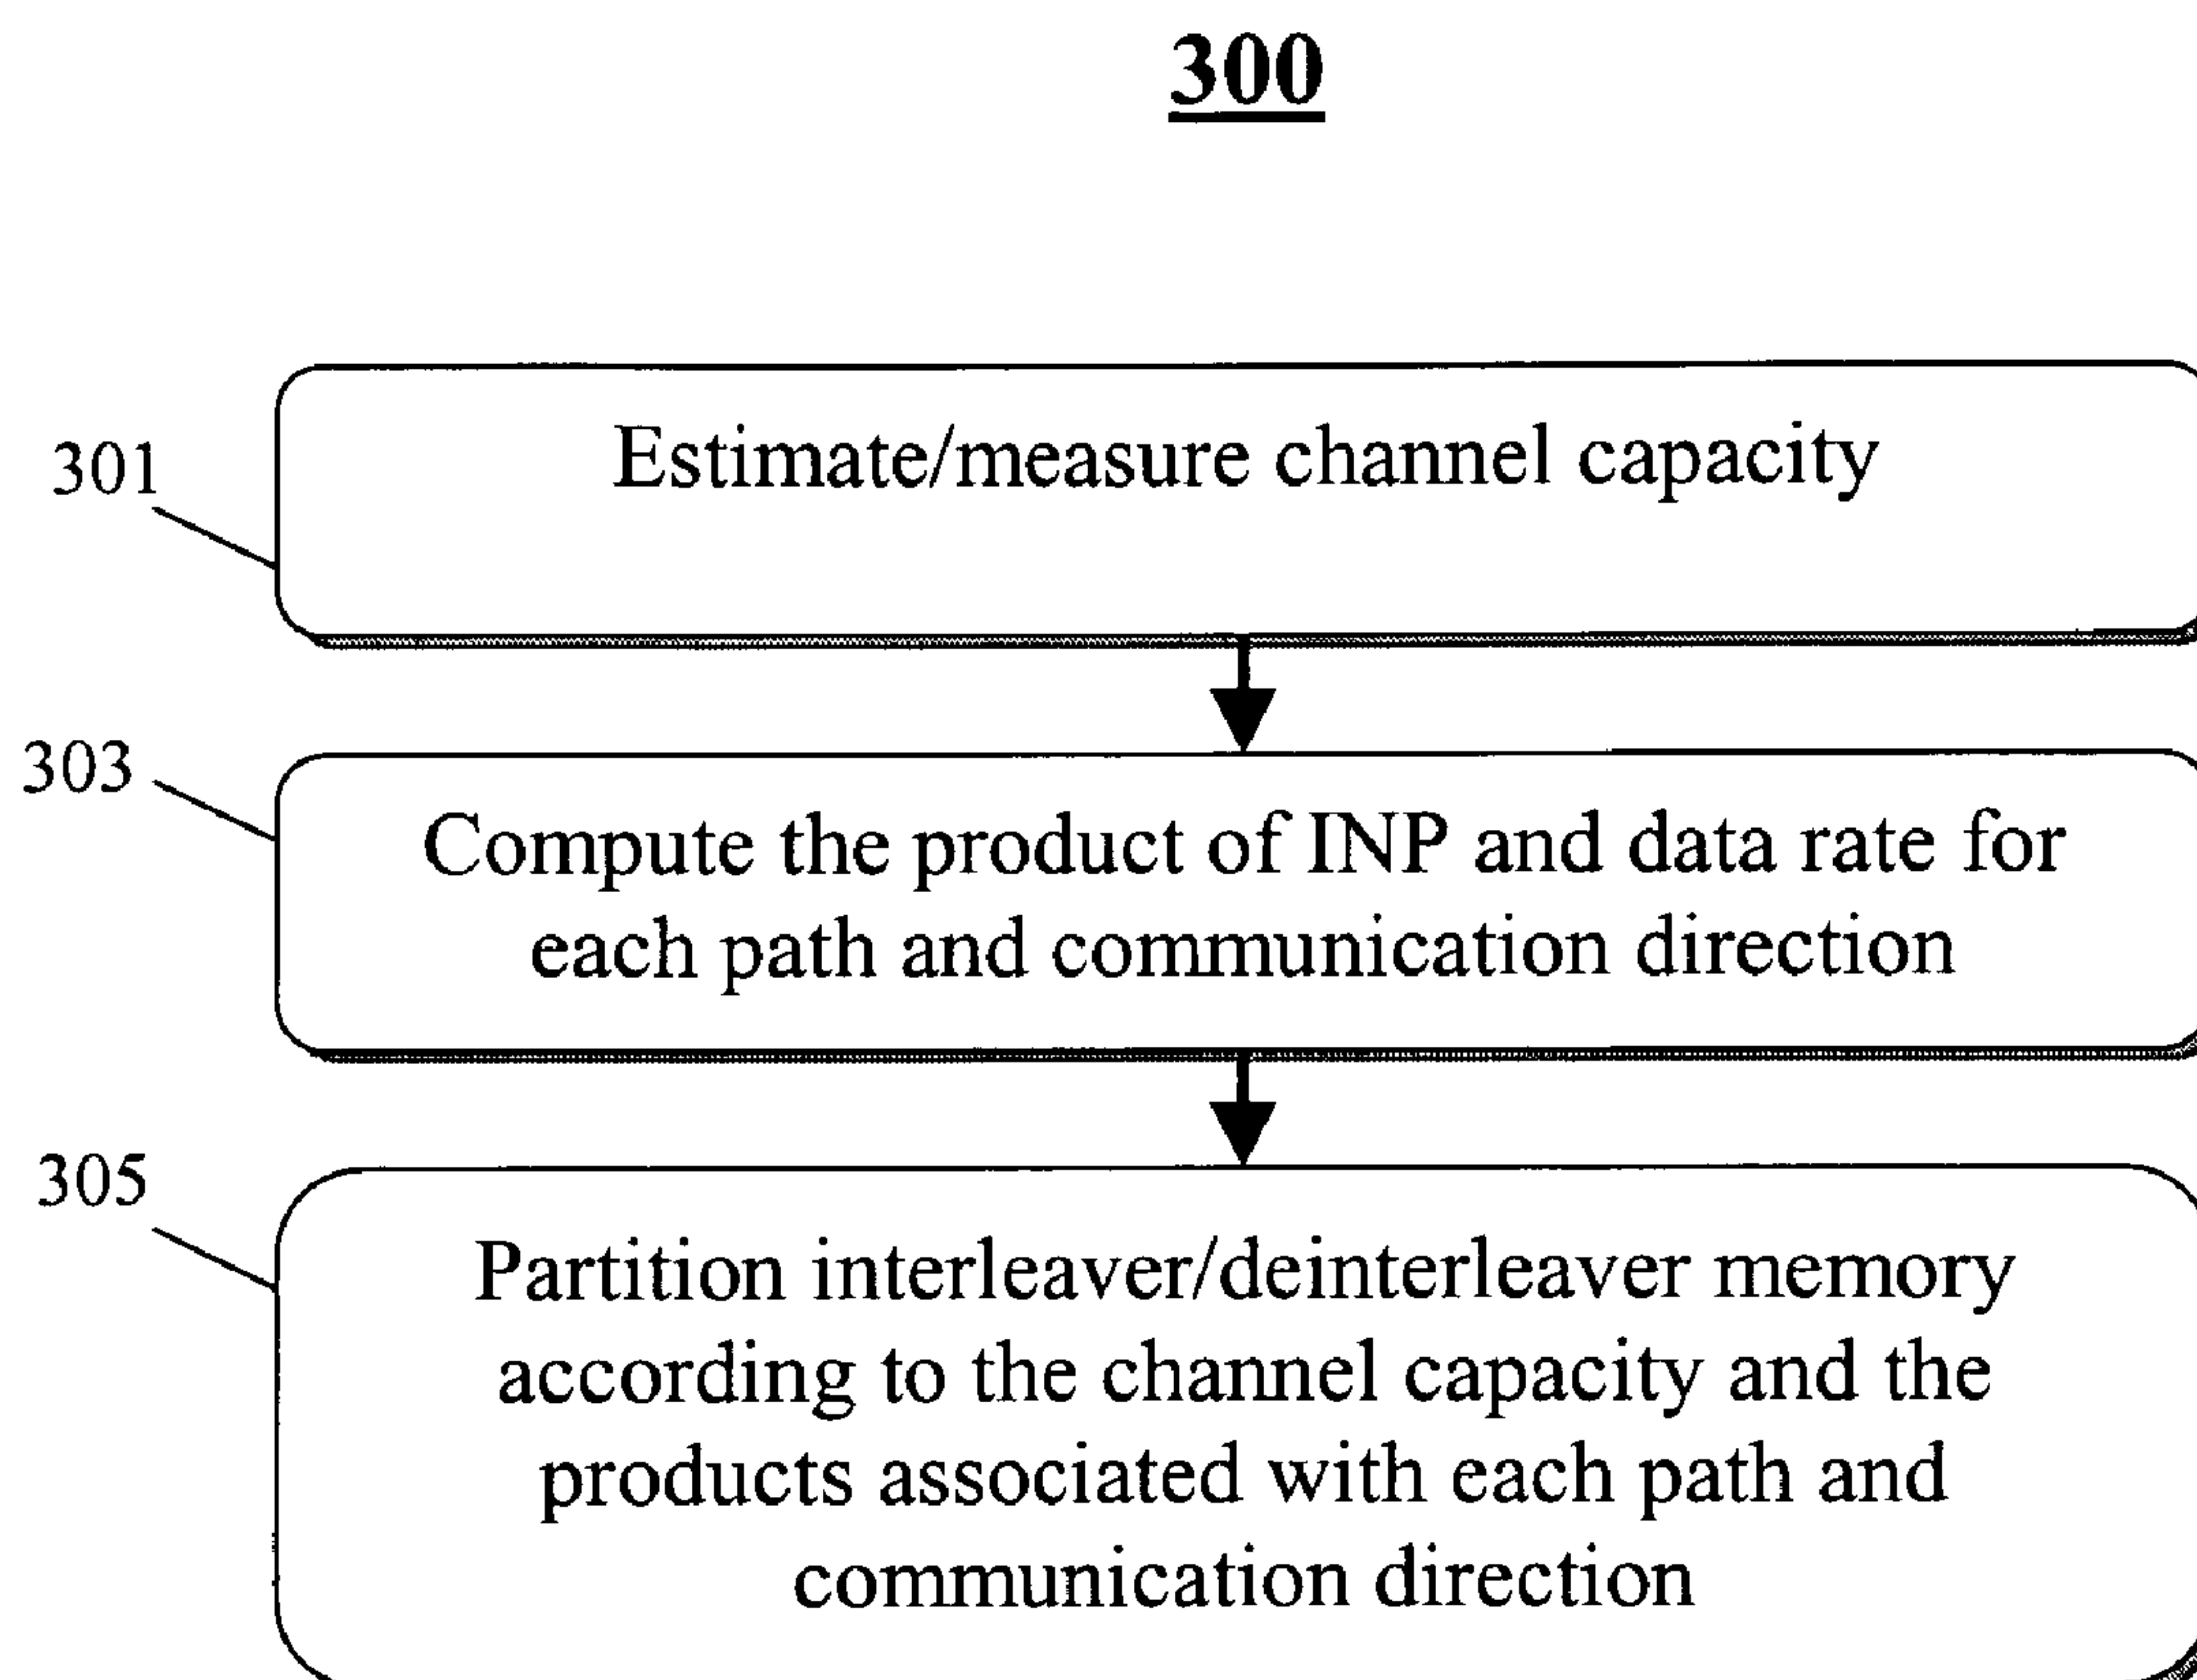 300
301
Estimate/measure channel capacity
303
Compute the product of INP and data rate for
each path and communication direction
305
Partition interleaver/deinterleaver memory
according to the channel capacity and the
products associated with each path and
communication direction